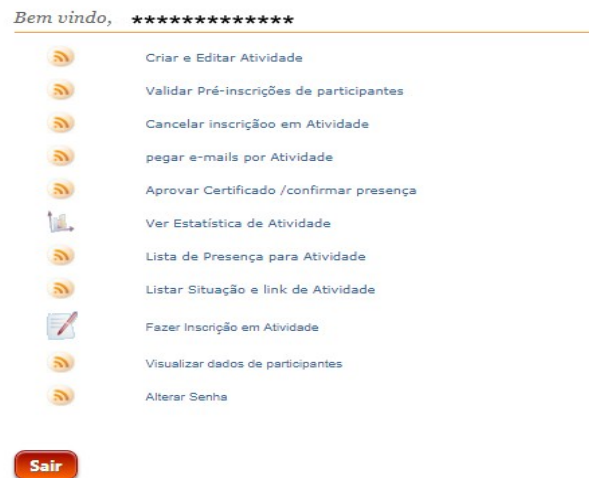 Bem vindo, *************
Criar e Editar Atividade
Validar Pré-inscrições de participantes
Cancelar inscriçãoo em Atividade
pegar e-mails por Atividade
Aprovar Certificado /confirmar presença
Ver Estatística de Atividade
Lista de Presença para Atividade
Listar Situação e link de Atividade
Fazer Inscrição em Atividade
Visualizar dados de participantes
Alterar Senha
Sair